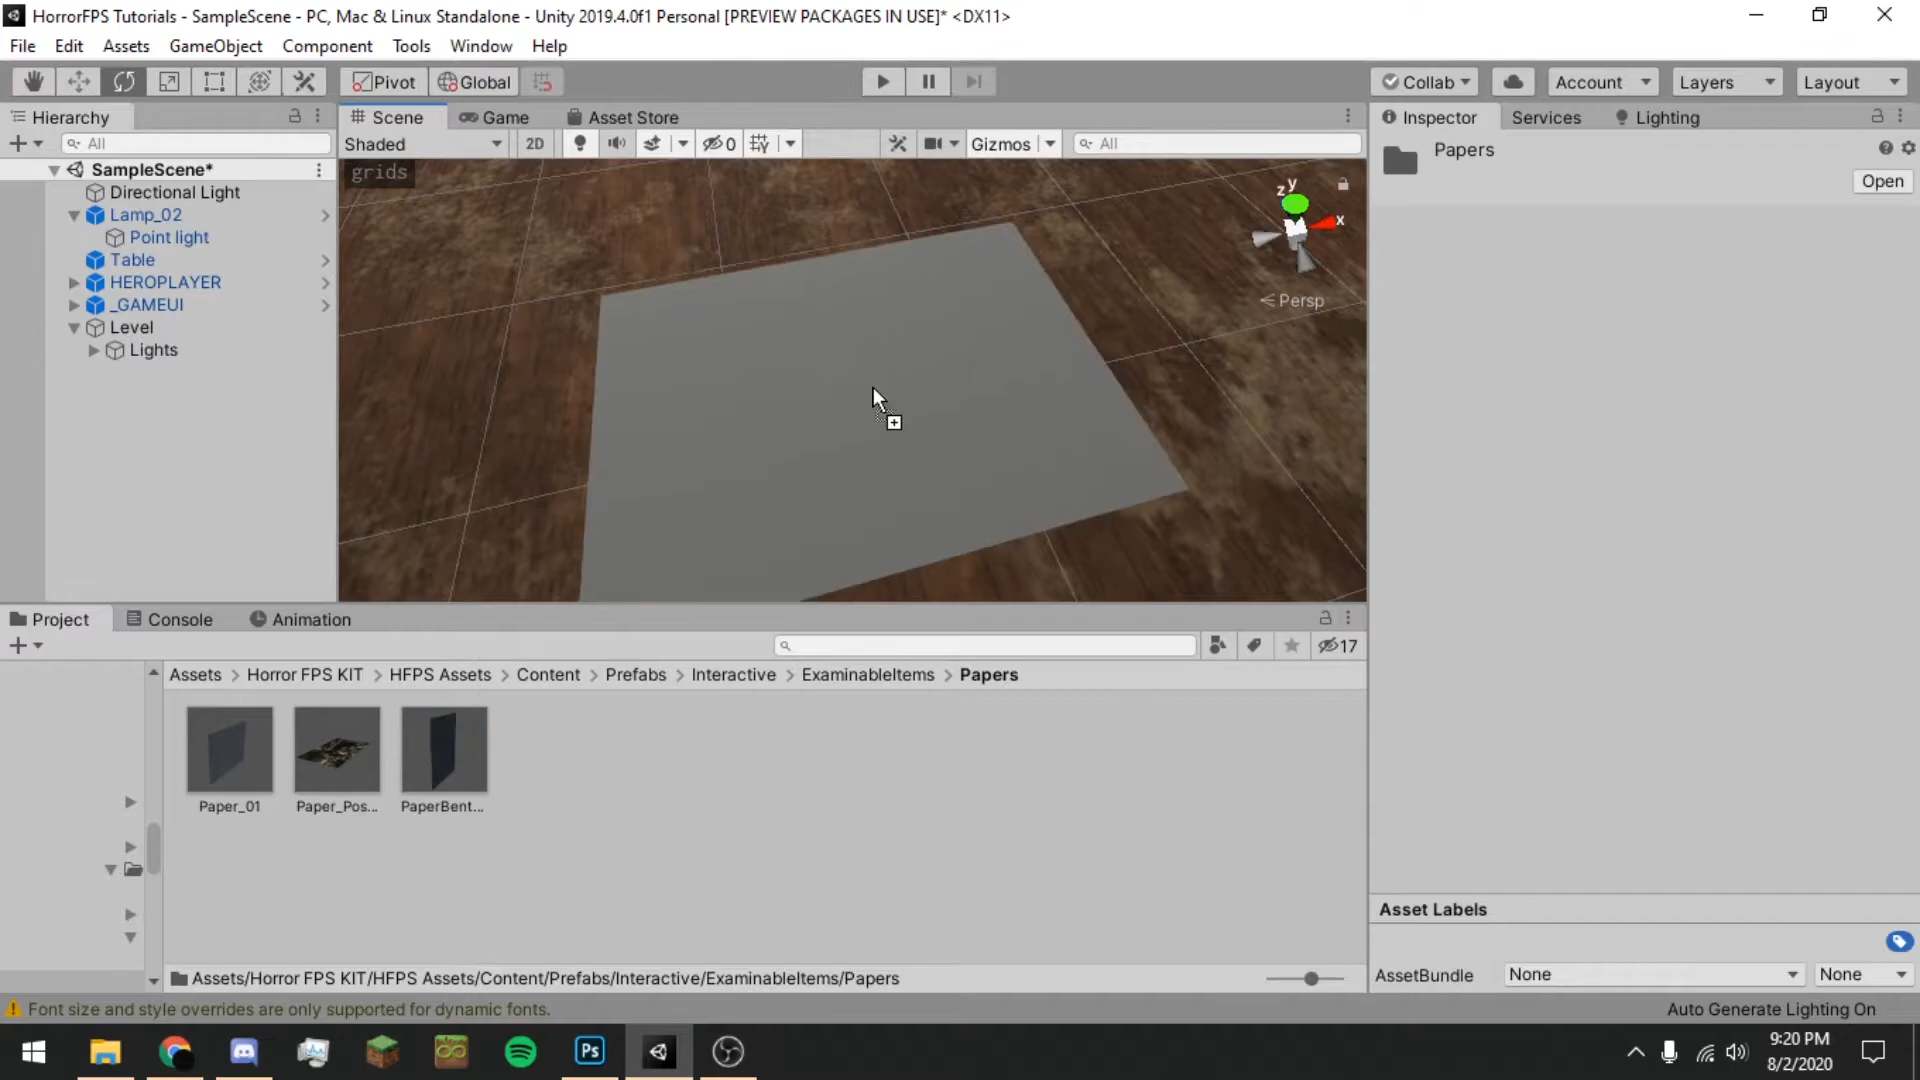 HorrorFPS Tutorials - SampleScene - PC, Mac & Linux Standalone - Unity 2019.4.0f1 Personal [PREVIEW PACKAGES IN USE]* <DX11>
File Edit Assets GameObject Component Tools Window Help
Pivot Global Collab Account Layers Layout
Hierarchy Scene Game Asset Store Inspector Services Lighting
All Shaded 2D 0 Gizmos All
SampleScene*
Directional Light
Lamp_02
Point light
Table
HEROPLAYER
_GAMEUI
Level
Lights
grids
y
z
x
Persp
Papers
Open
Project Console Animation
17
Assets > Horror FPS KIT > HFPS Assets > Content > Prefabs > Interactive > ExaminableItems > Papers
Paper_01 Paper_Pos... PaperBent...
Assets/Horror FPS KIT/HFPS Assets/Content/Prefabs/Interactive/ExaminableItems/Papers
Asset Labels
AssetBundle None None
Font size and style overrides are only supported for dynamic fonts.
Auto Generate Lighting On
Ps
9:20 PM
8/2/2020